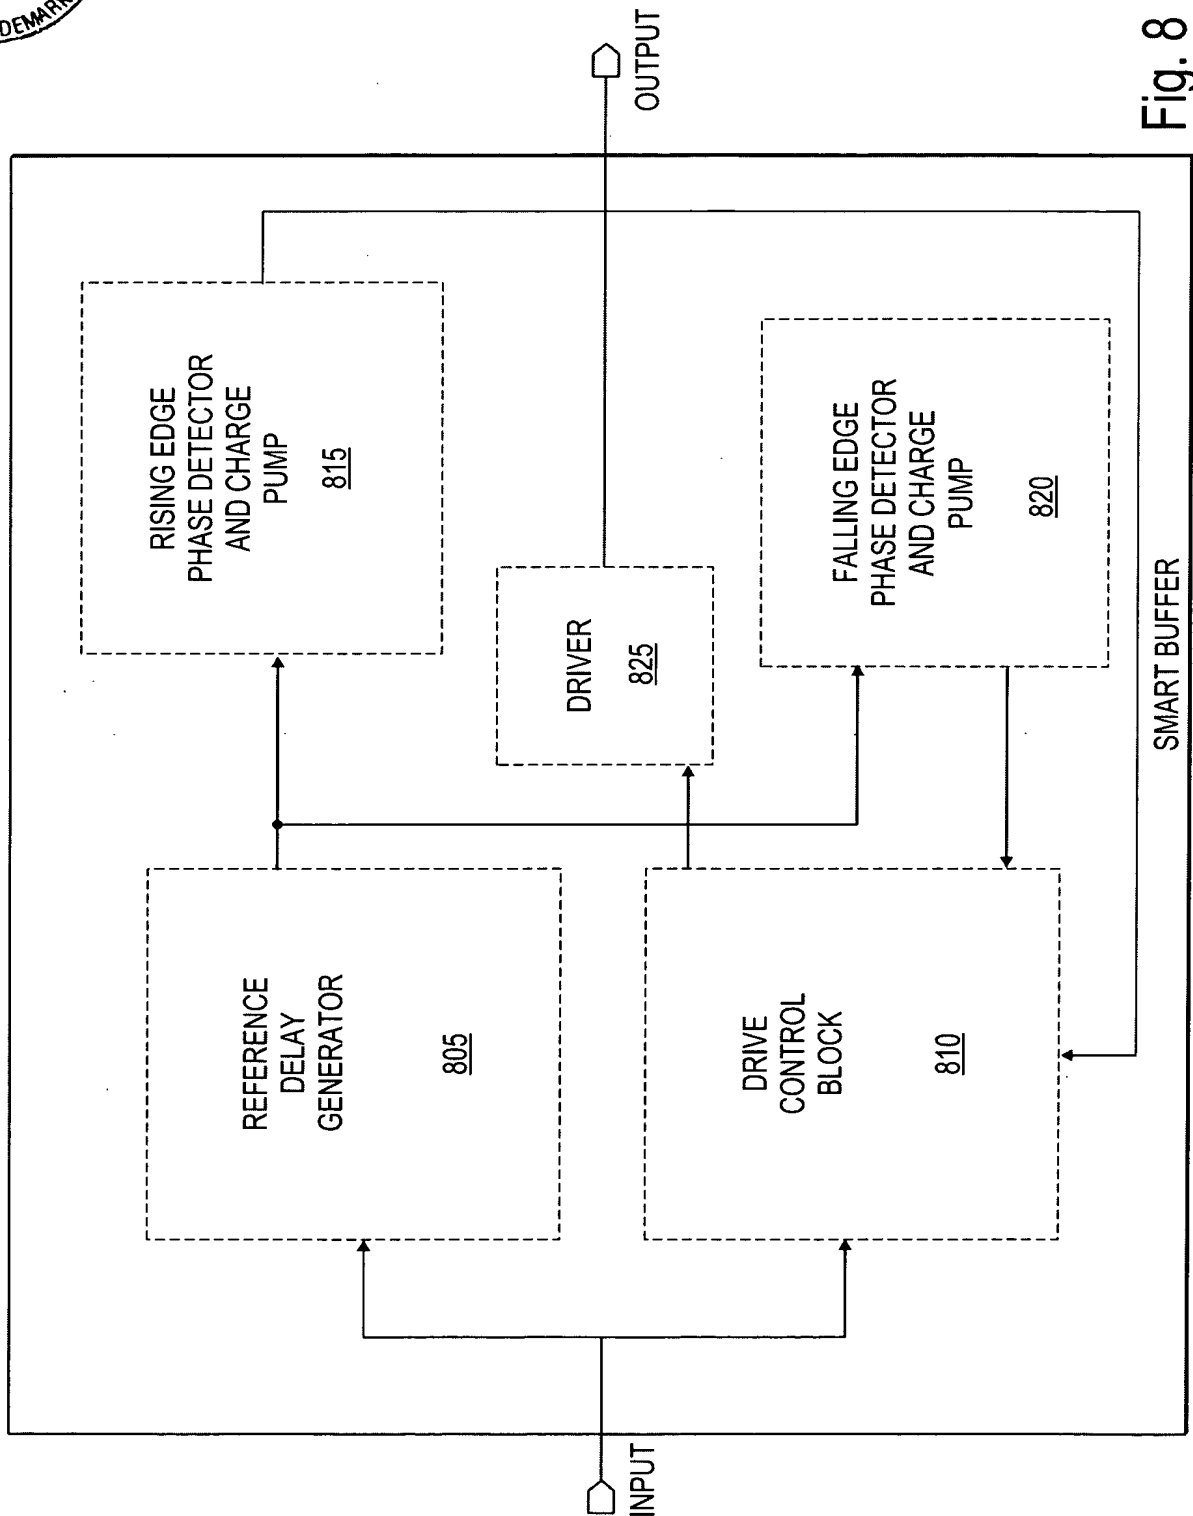 DEMARK
INPUT
REFERENCE
DELAY
GENERATOR
805
RISING EDGE
PHASE DETECTOR
AND CHARGE
PUMP
815
DRIVER
825
DRIVE
CONTROL
BLOCK
810
FALLING EDGE
PHASE DETECTOR
AND CHARGE
PUMP
820
OUTPUT
SMART BUFFER
Fig. 8